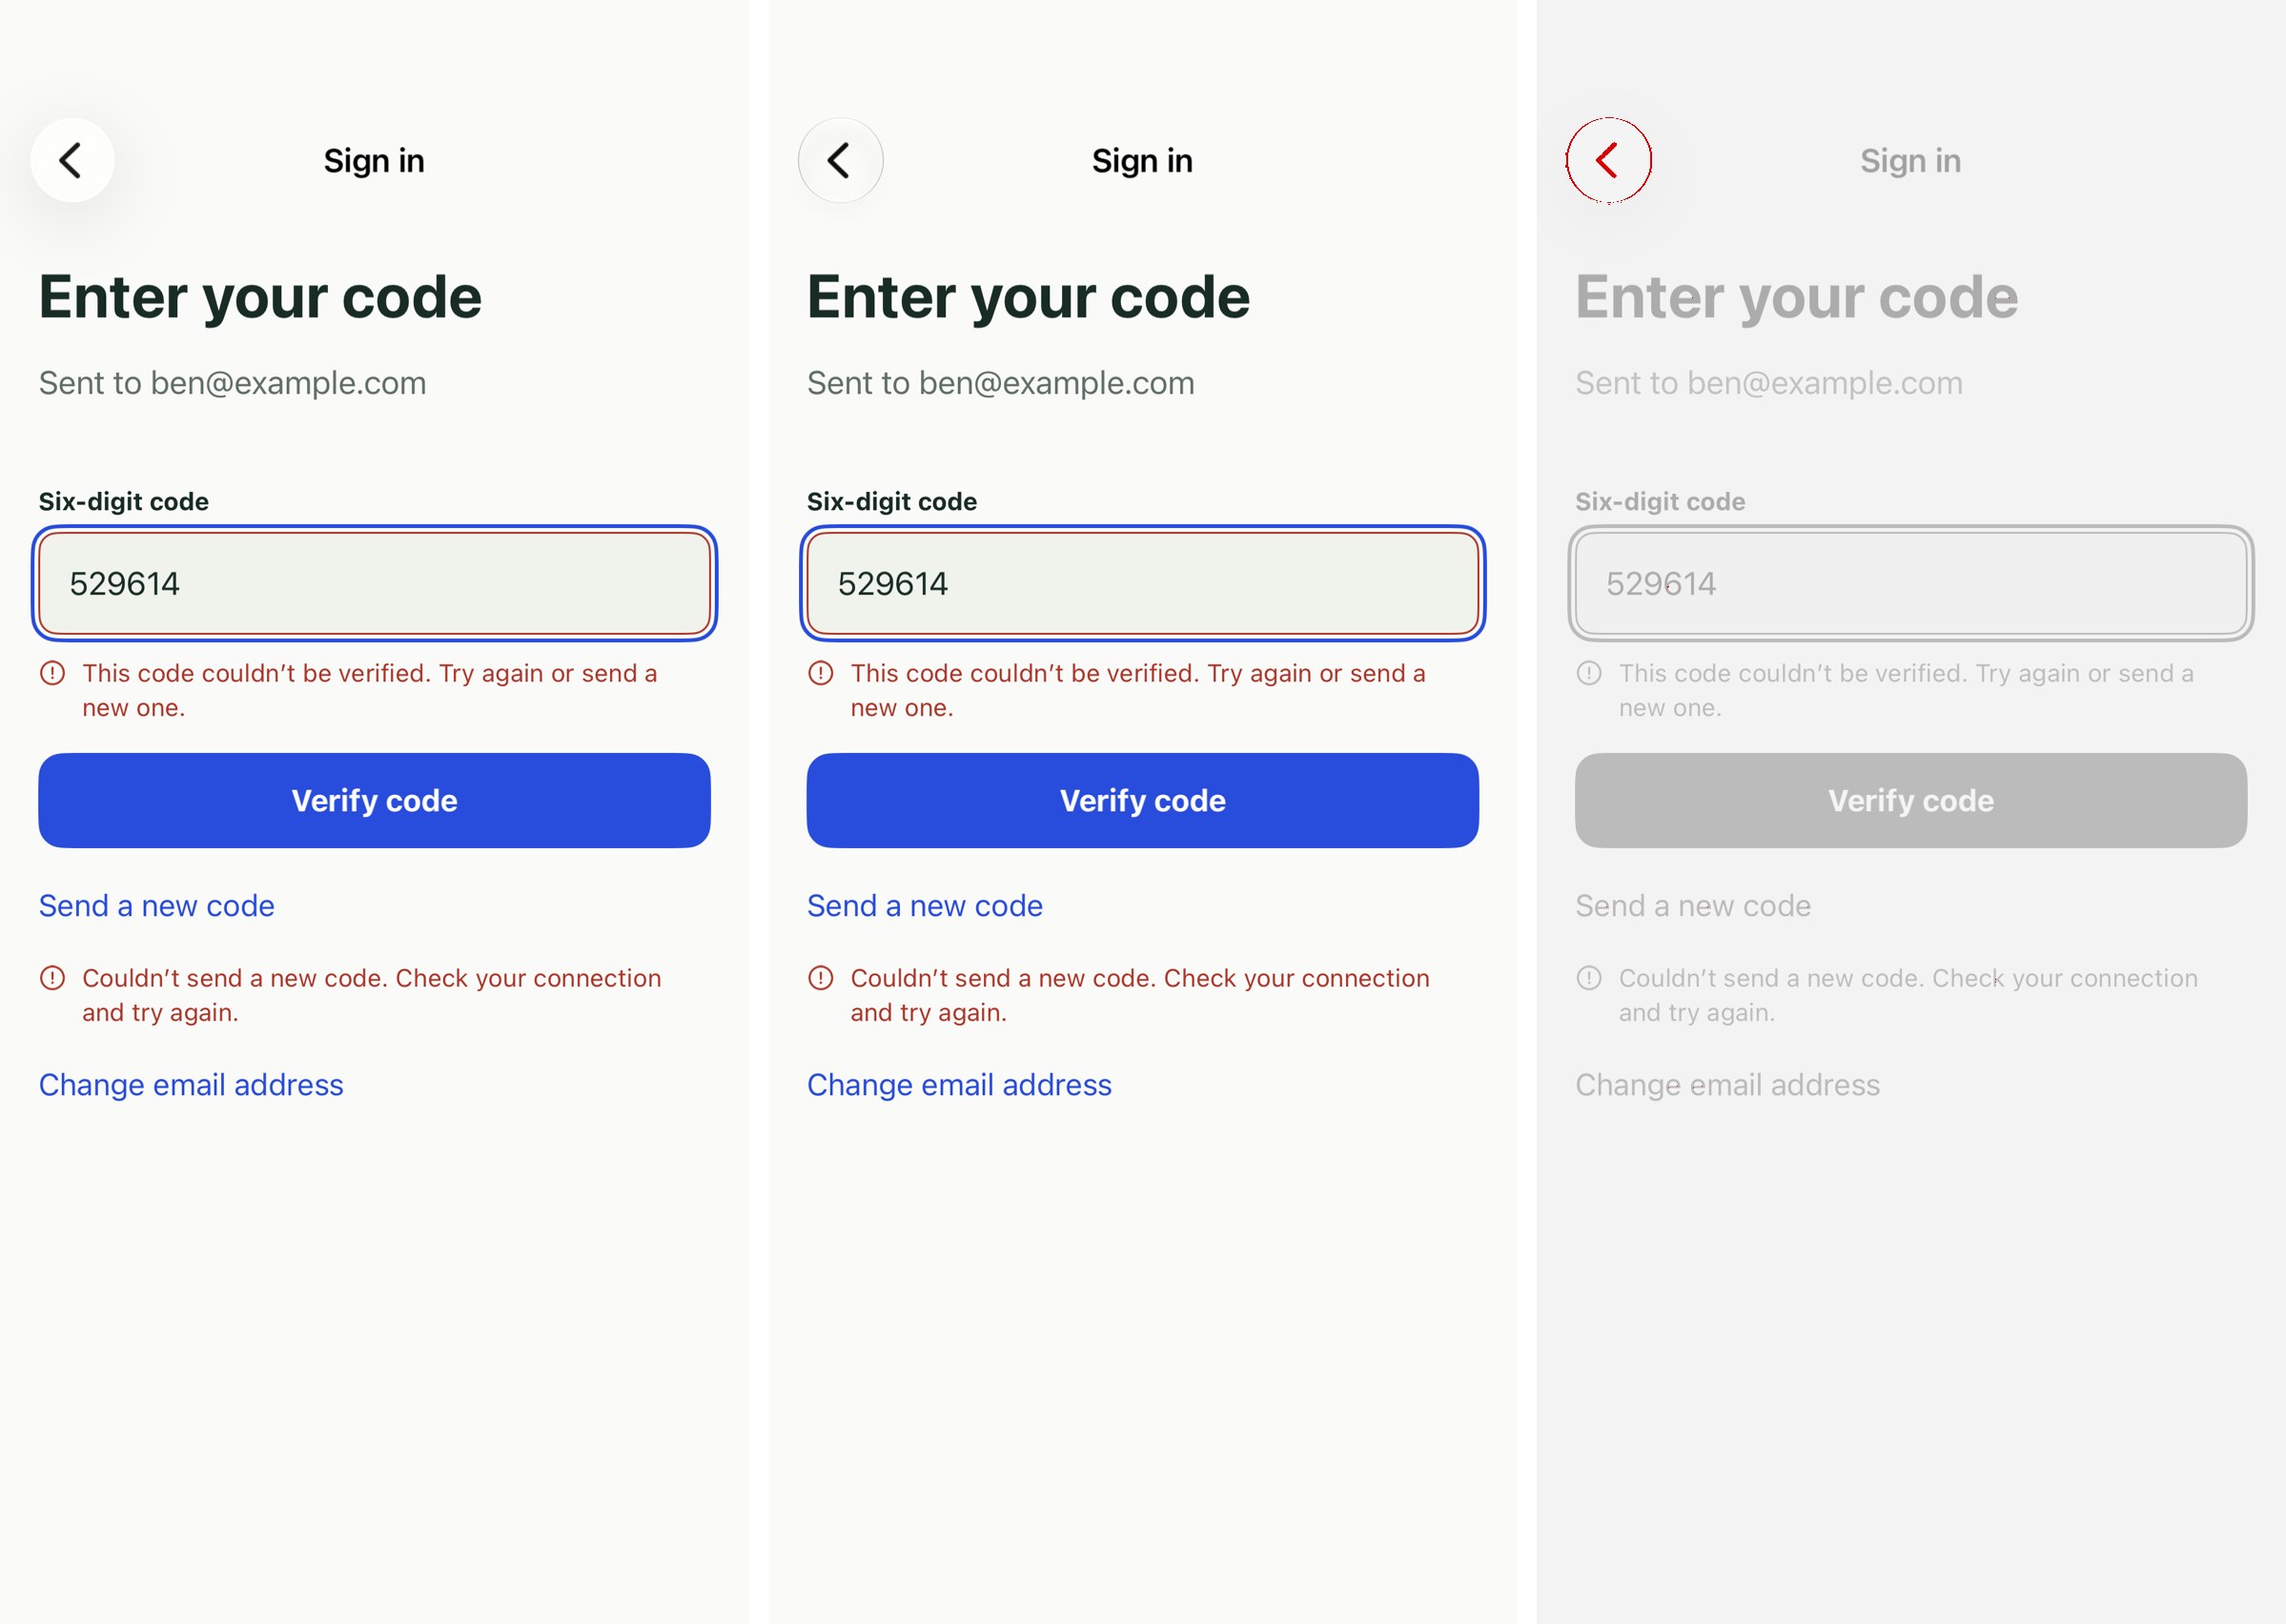 Sign in
Enter your code
Sent to ben@example.com
Six-digit code
529614
This code couldn’t be verified. Try again or send a
new one.
Verify code
Send a new code
Couldn’t send a new code. Check your connection
and try again.
Change email address
Sign in
Enter your code
Sent to ben@example.com
Six-digit code
529614
This code couldn’t be verified. Try again or send a
new one.
Verify code
Send a new code
Couldn’t send a new code. Check your connection
and try again.
Change email address
Sign in
Enter your code
Sent to ben@example.com
Six-digit code
529614
This code couldn’t be verified. Try again or send a
new one.
Verify code
Send a new code
Couldn’t send a new code. Check your connection
and try again.
Change email address